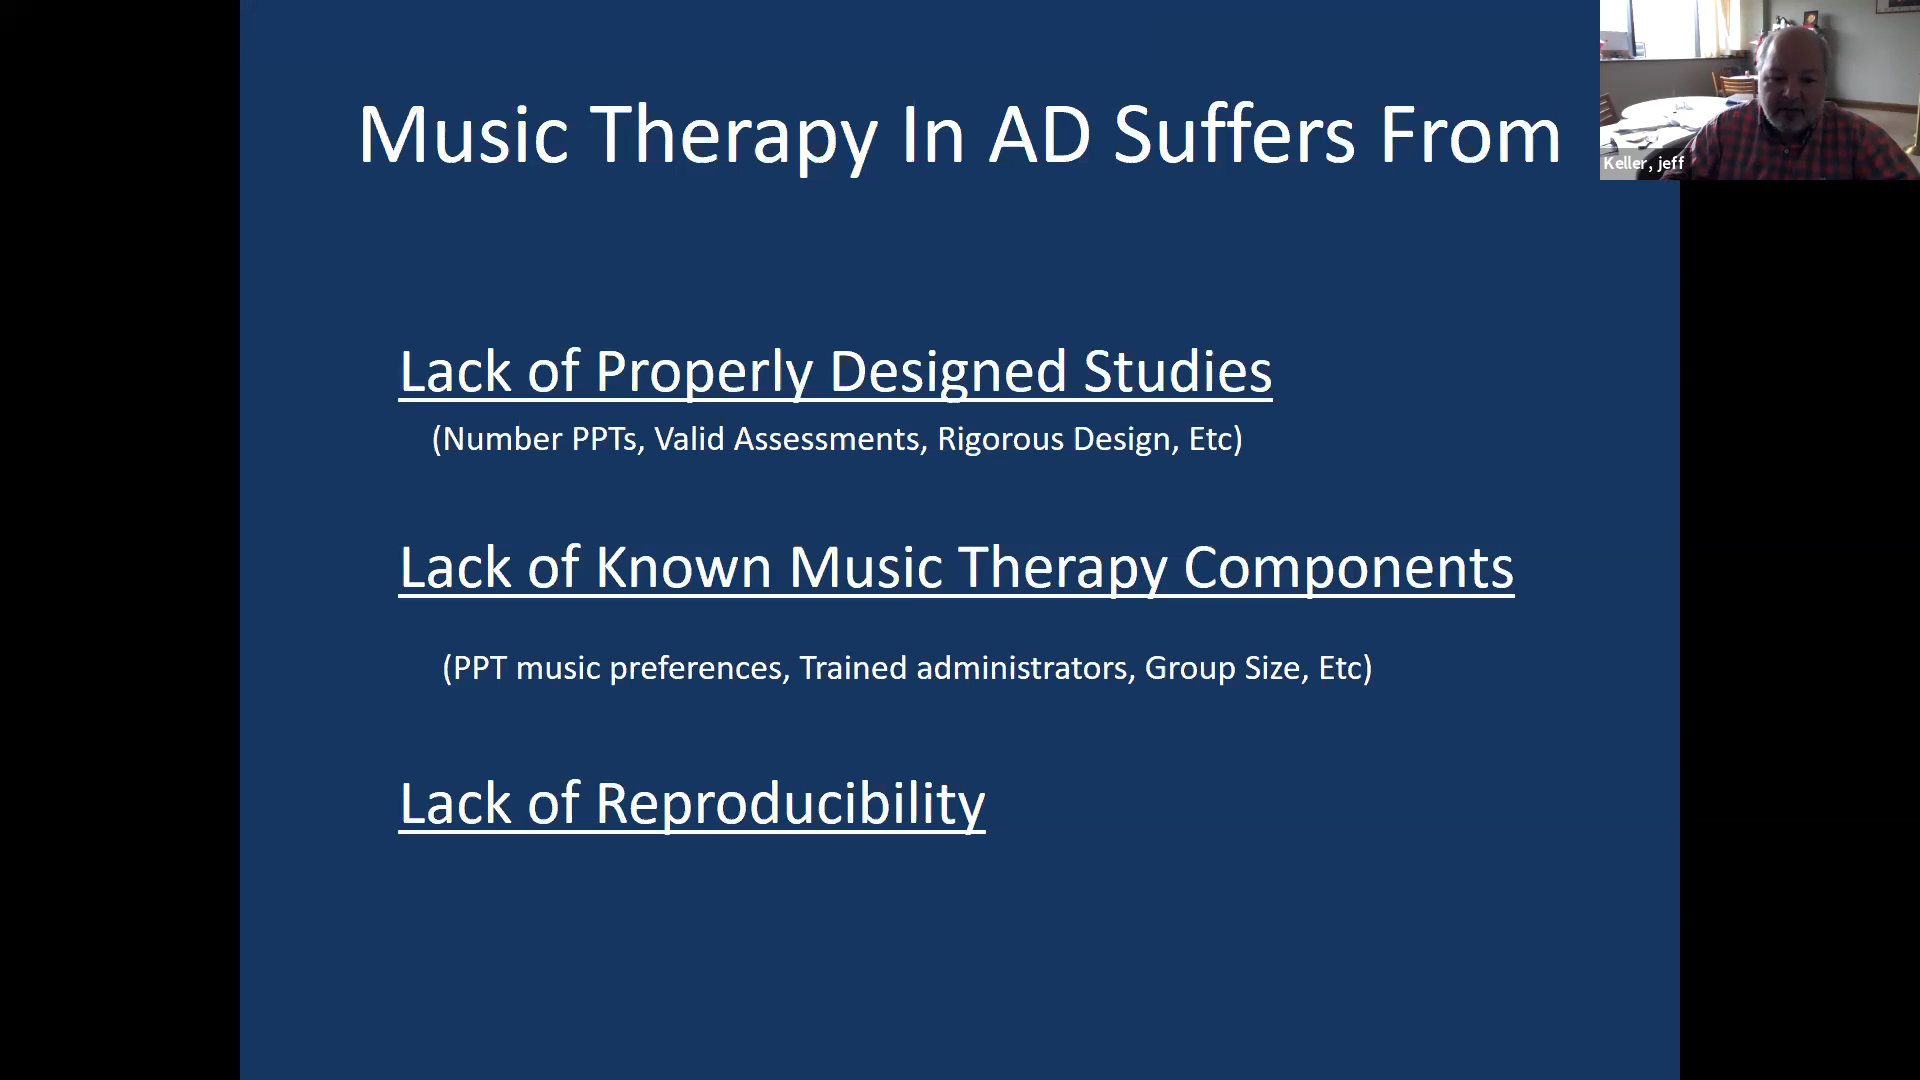 Music Therapy In AD Suffers From
Keller, jeff
Lack of Properly Designed Studies
(Number PPTs, Valid Assessments, Rigorous Design, Etc)
Lack of Known Music Therapy Components
(PPT music preferences, Trained administrators, Group Size, Etc)
Lack of Reproducibility